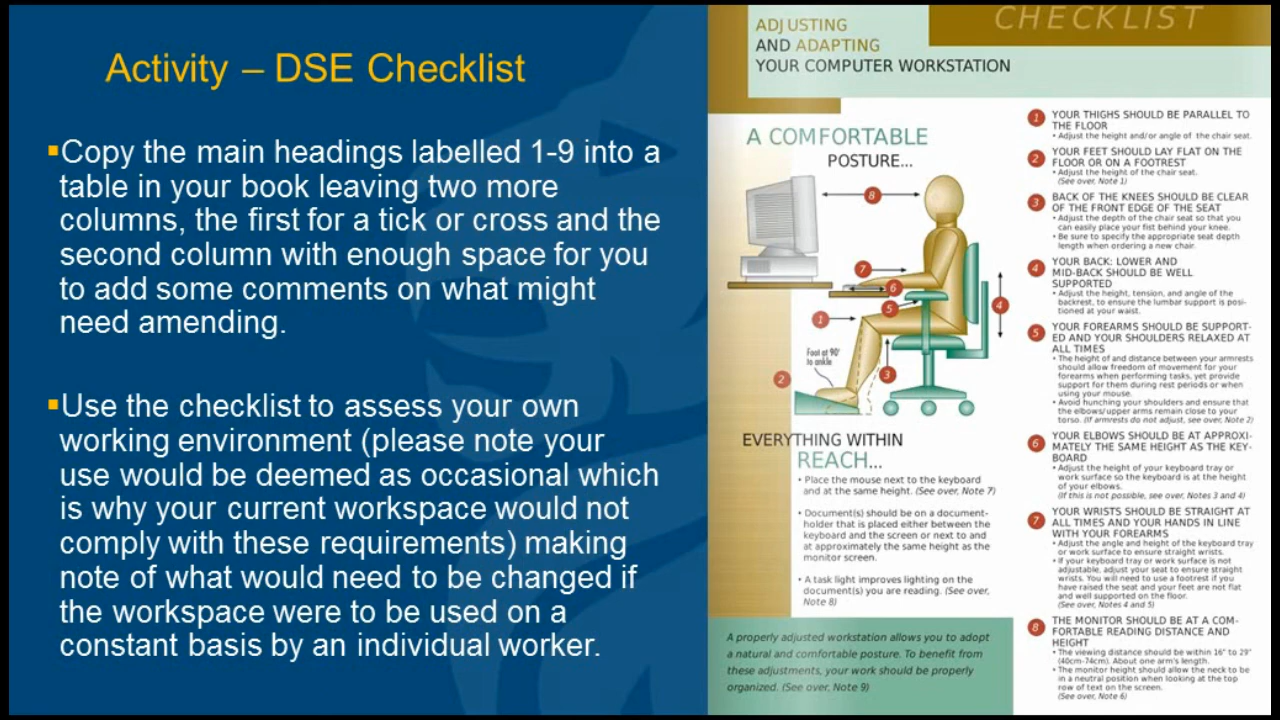 Activity – DSE Checklist
▪Copy the main headings labelled 1-9 into a
table in your book leaving two more
columns, the first for a tick or cross and the
second column with enough space for you
to add some comments on what might
need amending.
▪Use the checklist to assess your own
working environment (please note your
use would be deemed as occasional which
is why your current workspace would not
comply with these requirements) making
note of what would need to be changed if
the workspace were to be used on a
constant basis by an individual worker.
CHECKLIST
ADJUSTING
AND ADAPTING
YOUR COMPUTER WORKSTATION
A COMFORTABLE
POSTURE...
8
7
6
5
4
1
Foot at 90°
to ankle
3
2
EVERYTHING WITHIN
REACH...
• Place the mouse next to the keyboard
and at the same height. (See over, Note 7)
• Document(s) should be on a document-
holder that is placed either between the
keyboard and the screen or next to and
at approximately the same height as the
monitor screen.
• A task light improves lighting on the
document(s) you are reading. (See over,
Note 8)
A properly adjusted workstation allows you to adopt
a natural and comfortable posture. To benefit from
these adjustments, your work should be properly
organized. (See over, Note 9)
1 YOUR THIGHS SHOULD BE PARALLEL TO
THE FLOOR
• Adjust the height and/or angle of the chair seat.
2 YOUR FEET SHOULD LAY FLAT ON THE
FLOOR OR ON A FOOTREST
• Adjust the height of the chair seat.
(See over, Note 1)
3 BACK OF THE KNEES SHOULD BE CLEAR
OF THE FRONT EDGE OF THE SEAT
• Adjust the depth of the chair seat so that you
can easily place your fist behind your knee.
• Be sure to specify the appropriate seat depth
length when ordering a new chair.
4 YOUR BACK: LOWER AND
MID-BACK SHOULD BE WELL
SUPPORTED
• Adjust the height, tension, and angle of the
backrest, to ensure the lumbar support is posi-
tioned at your waist.
5 YOUR FOREARMS SHOULD BE SUPPORT-
ED AND YOUR SHOULDERS RELAXED AT
ALL TIMES
• The height of and distance between your armrests
should allow freedom of movement for your
forearms when performing tasks, yet provide
support for them during rest periods or when
using your mouse.
• Avoid hunching your shoulders and ensure that
the elbows/upper arms remain close to your
torso. (If armrests do not adjust, see over, Note 2)
6 YOUR ELBOWS SHOULD BE AT APPROXI-
MATELY THE SAME HEIGHT AS THE KEY-
BOARD
• Adjust the height of your keyboard tray or
work surface so the keyboard is at the height
of your elbows.
(If this is not possible, see over, Notes 3 and 4)
7 YOUR WRISTS SHOULD BE STRAIGHT AT
ALL TIMES AND YOUR HANDS IN LINE
WITH YOUR FOREARMS
• Adjust the angle and height of the keyboard tray
or work surface to ensure straight wrists.
• If your keyboard tray or work surface is not
adjustable, adjust your seat to ensure straight
wrists. You will need to use a footrest if you
have raised the seat and your feet are not flat
and well supported on the floor.
(See over, Notes 4 and 5)
8 THE MONITOR SHOULD BE AT A COM-
FORTABLE READING DISTANCE AND
HEIGHT
• The viewing distance should be within 16" to 29"
(40cm-74cm). About one arm's length.
• The monitor height should allow the neck to be
in a neutral position when looking at the top
row of text on the screen.
(See over, Note 6)